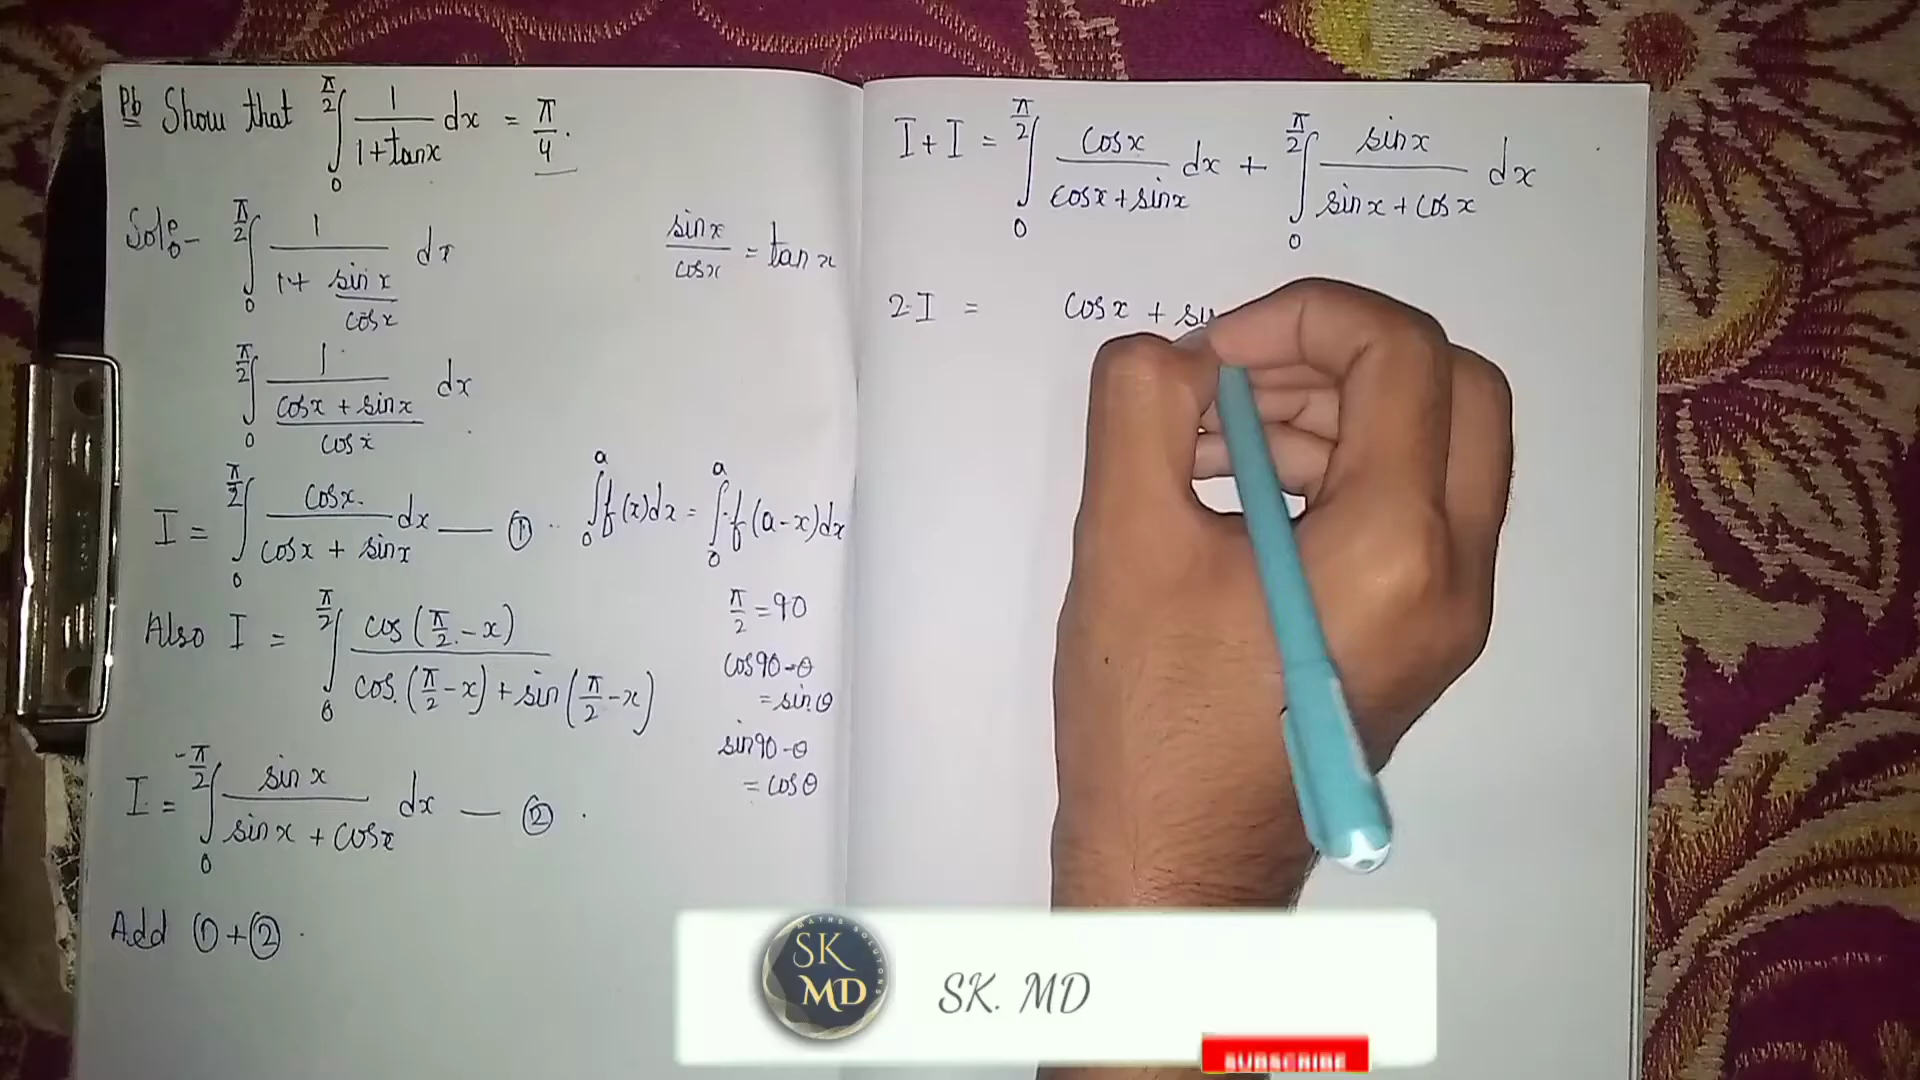 Pb Show that ∫₀^(π/2) 1/(1+tanx) dx = π/4.
Sol:- ∫₀^(π/2) 1/(1+ sinx/cosx) dx
sinx/cosx = tanx
∫₀^(π/2) 1/((cosx + sinx)/cosx) dx
I = ∫₀^(π/2) cosx/(cosx + sinx) dx — ①
∫₀^a f(x)dx = ∫₀^a f(a-x)dx
Also I = ∫₀^(π/2) cos(π/2 - x)/(cos(π/2 - x) + sin(π/2 - x))
π/2 = 90
cos90-θ
= sinθ
sin90-θ
= cosθ
I = ∫₀^(π/2) sinx/(sinx + cosx) dx — ②
Add ① + ②
I + I = ∫₀^(π/2) cosx/(cosx + sinx) dx + ∫₀^(π/2) sinx/(sinx + cosx) dx
2I = cosx +
MATHS SOLUTONS
SK
MD
SK. MD
SUBSCRIBE